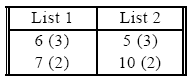 List 1 List 2
6 (3) 5 (3)
7 (2) 10 (2)